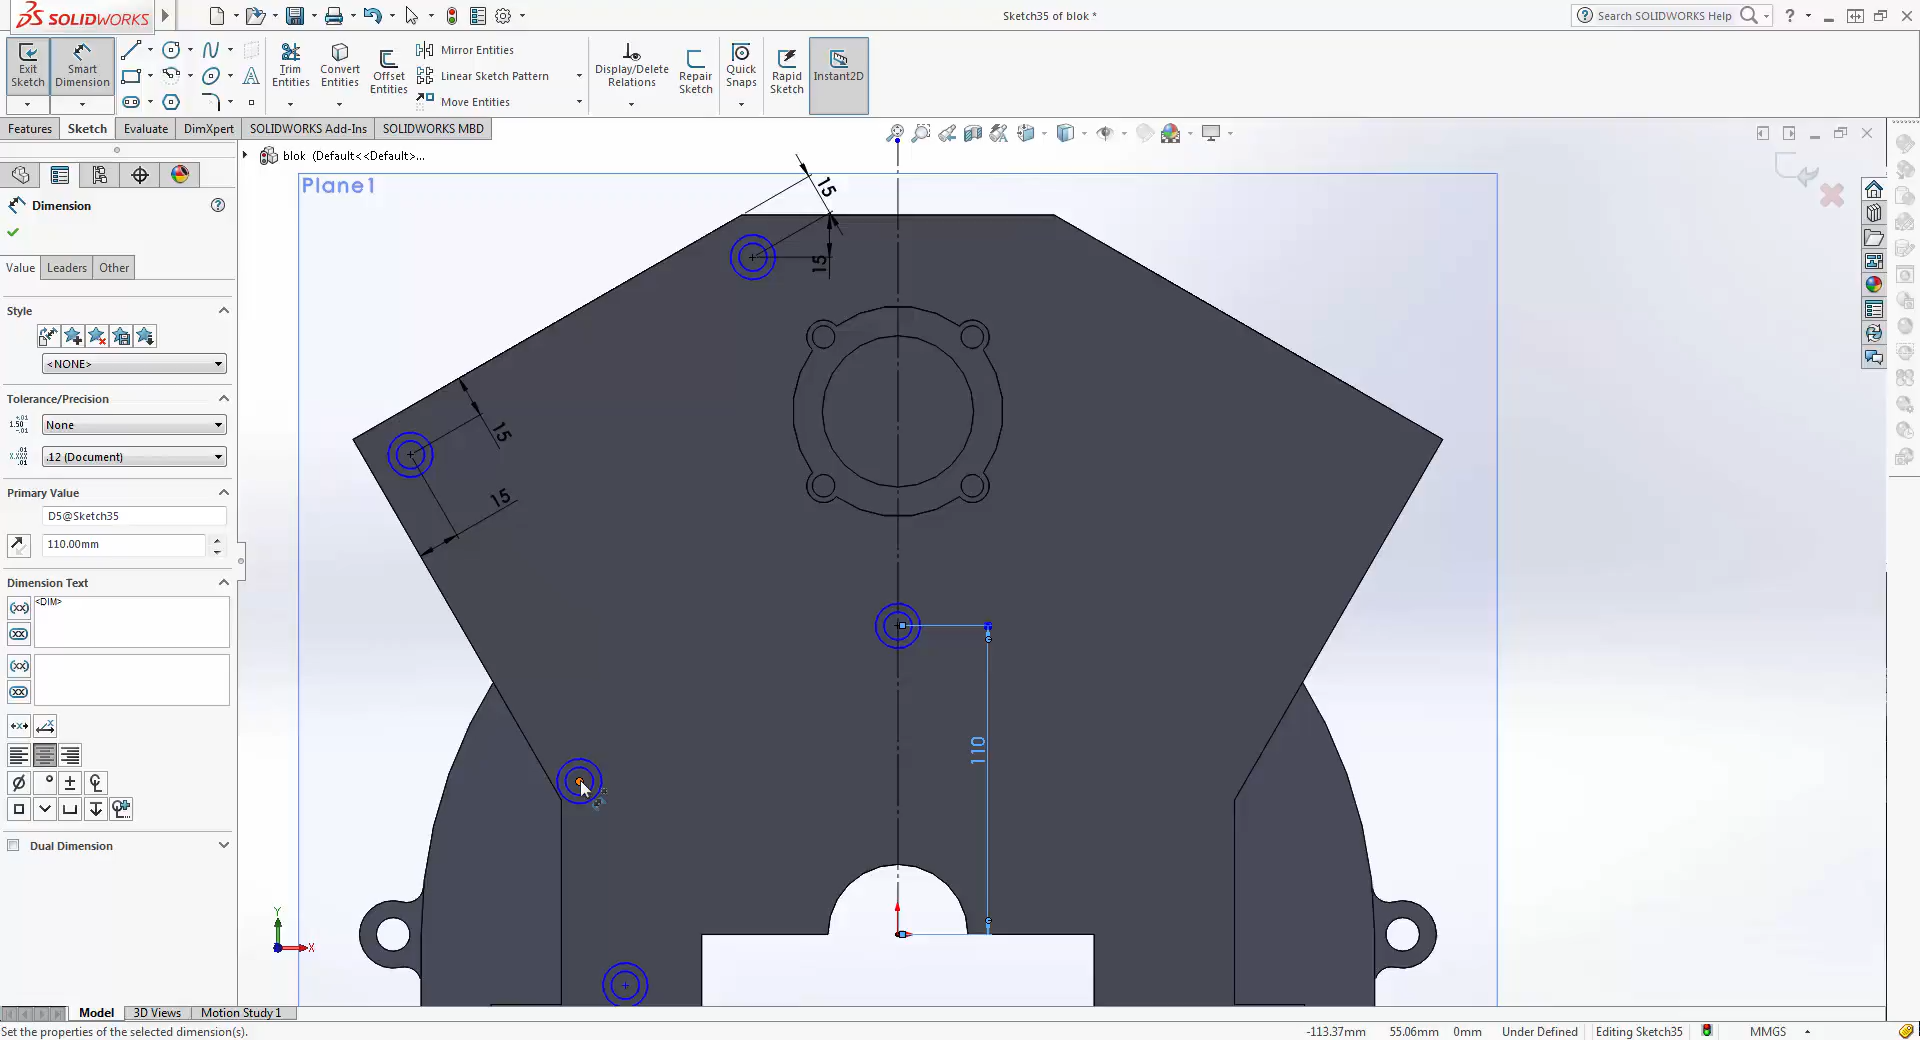 SOLIDWORKS
Sketch35 of blok *
Search SOLIDWORKS Help
?
Exit Sketch
Smart Dimension
Trim Entities
Convert Entities
Offset Entities
Mirror Entities
Linear Sketch Pattern
Move Entities
Display/Delete Relations
Repair Sketch
Quick Snaps
Rapid Sketch
Instant2D
Features
Sketch
Evaluate
DimXpert
SOLIDWORKS Add-Ins
SOLIDWORKS MBD
blok (Default<<Default>...
Plane1
Dimension
?
Value
Leaders
Other
Style
<NONE>
Tolerance/Precision
None
.12 (Document)
Primary Value
D5@Sketch35
110.00mm
Dimension Text
<DIM>
Dual Dimension
15
15
15
15
110
Y
X
Model
3D Views
Motion Study 1
Set the properties of the selected dimension(s).
-113.37mm
55.06mm
0mm
Under Defined
Editing Sketch35
MMGS